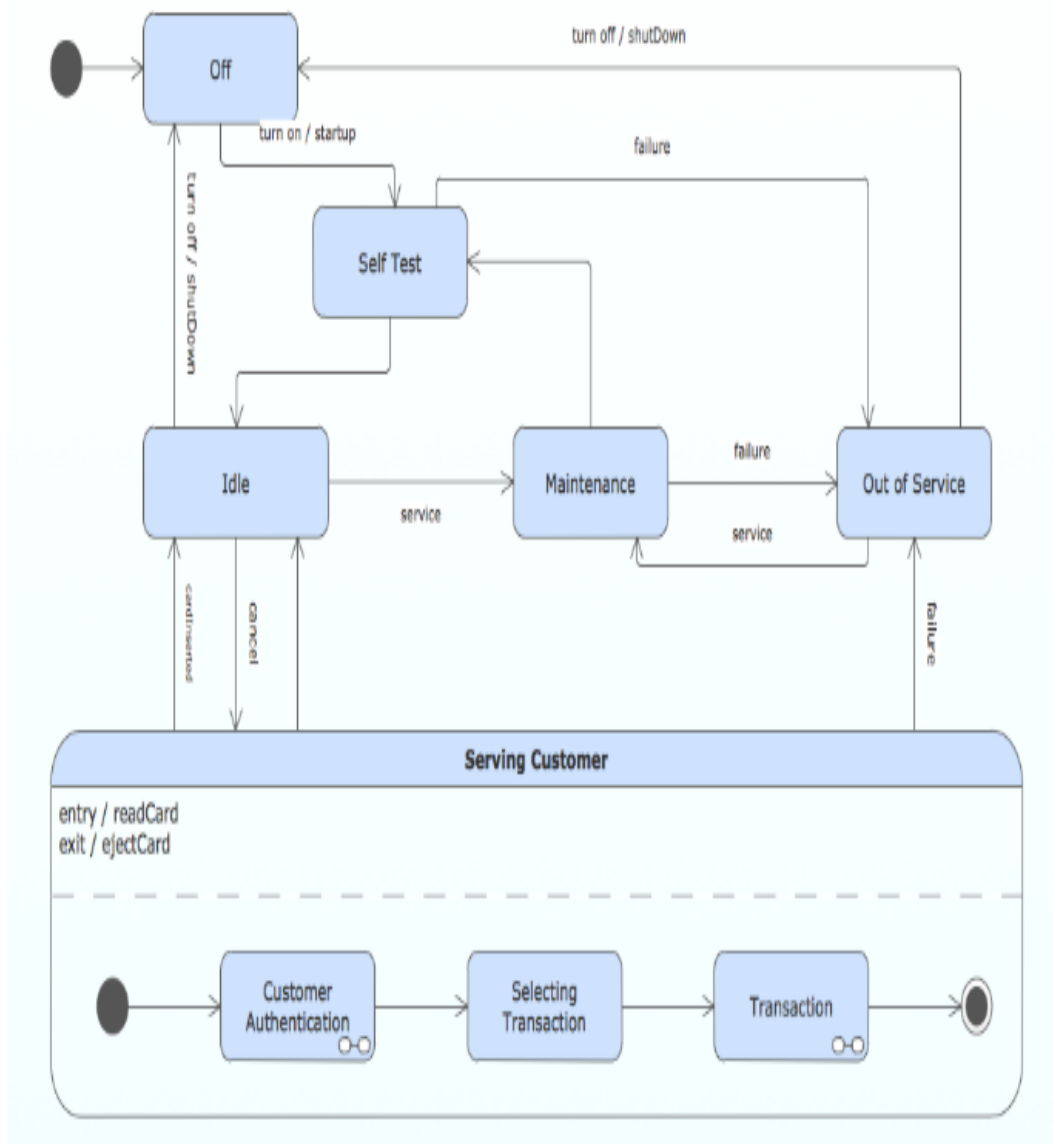 turn off / shutDown
Off
turn on / startup
failure
turn off / shutDown
Self Test
Idle
service
Maintenance
failure
service
Out of Service
cardInserted
cancel
failure
Serving Customer
entry / readCard
exit / ejectCard
Customer
Authentication
Selecting
Transaction
Transaction